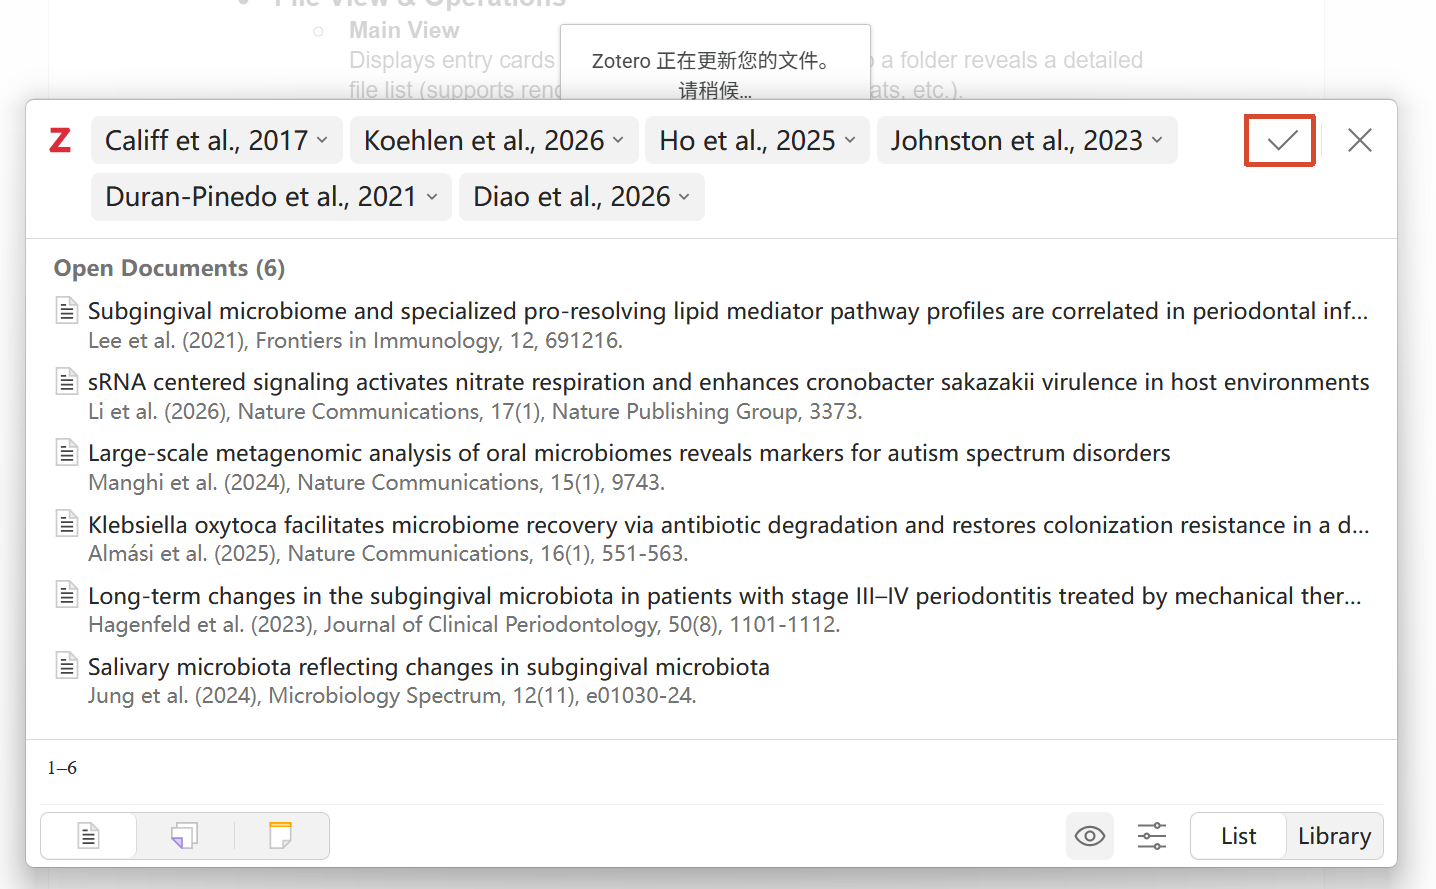 File View & Operations
Main View
Displays entry cards
a folder reveals a detailed
file list (supports
ats, etc.).
Zotero 正在更新您的文件。
请稍候...
Z
Califf et al., 2017
Koehlen et al., 2026
Ho et al., 2025
Johnston et al., 2023
Duran-Pinedo et al., 2021
Diao et al., 2026
Open Documents (6)
Subgingival microbiome and specialized pro-resolving lipid mediator pathway profiles are correlated in periodontal inf...
Lee et al. (2021), Frontiers in Immunology, 12, 691216.
sRNA centered signaling activates nitrate respiration and enhances cronobacter sakazakii virulence in host environments
Li et al. (2026), Nature Communications, 17(1), Nature Publishing Group, 3373.
Large-scale metagenomic analysis of oral microbiomes reveals markers for autism spectrum disorders
Manghi et al. (2024), Nature Communications, 15(1), 9743.
Klebsiella oxytoca facilitates microbiome recovery via antibiotic degradation and restores colonization resistance in a d...
Almási et al. (2025), Nature Communications, 16(1), 551-563.
Long-term changes in the subgingival microbiota in patients with stage III–IV periodontitis treated by mechanical ther...
Hagenfeld et al. (2023), Journal of Clinical Periodontology, 50(8), 1101-1112.
Salivary microbiota reflecting changes in subgingival microbiota
Jung et al. (2024), Microbiology Spectrum, 12(11), e01030-24.
1–6
List
Library